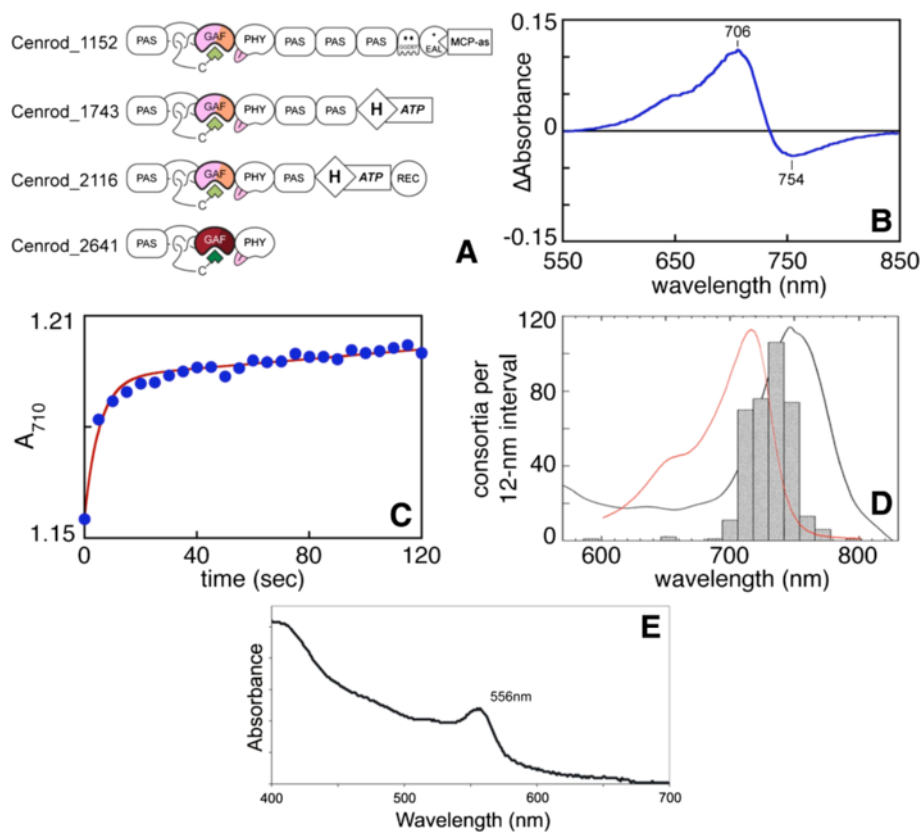 Cenrod_1152 PAS C GAF PHY PAS PAS PAS GGDEF EAL MCP-as
Cenrod_1743 PAS C GAF PHY PAS PAS H ATP
Cenrod_2116 PAS C GAF PHY PAS H ATP REC
Cenrod_2641 PAS C GAF PHY
A
0.15
0
-0.15
ΔAbsorbance
706
754
550 650 750 850
wavelength (nm)
B
1.21
1.15
A710
0 40 80 120
time (sec)
C
120
80
40
0
consortia per
12-nm interval
600 700 800
wavelength (nm)
D
Absorbance
556nm
400 500 600 700
Wavelength (nm)
E